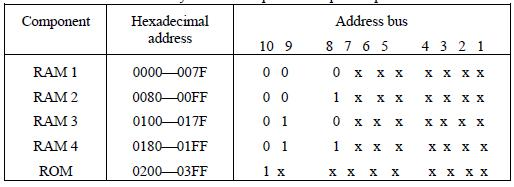 Component Hexadecimal address Address bus
10 9 8 7 6 5 4 3 2 1
RAM 1 0000—007F 0 0 0 x x x x x x x
RAM 2 0080—00FF 0 0 1 x x x x x x x
RAM 3 0100—017F 0 1 0 x x x x x x x
RAM 4 0180—01FF 0 1 1 x x x x x x x
ROM 0200—03FF 1 x x x x x x x x x